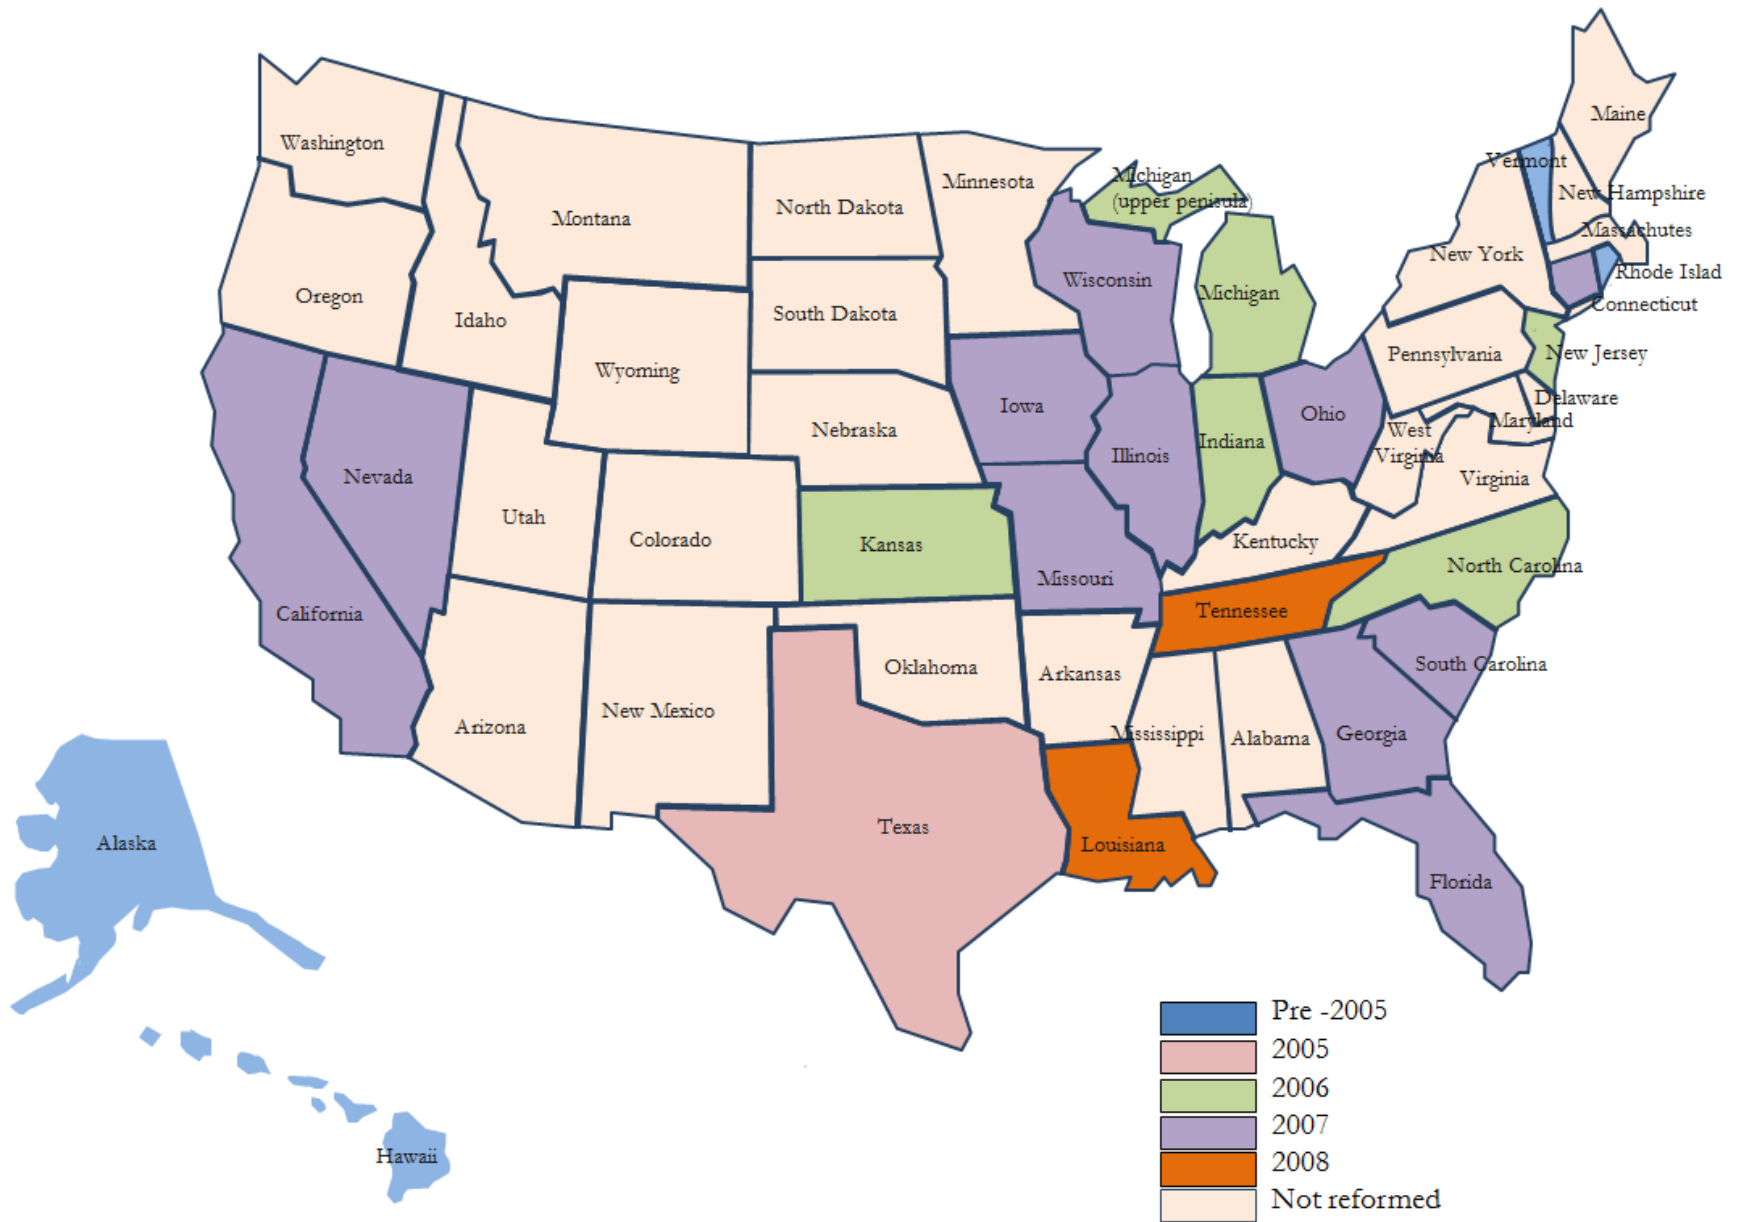 Maine
Washington
Vermont
Minnesota
Michigan
(upper penisula)
New Hampshire
North Dakota
Montana
Massachutes
New York
Wisconsin
Rhode Islad
Michigan
Oregon
Connecticut
South Dakota
Idaho
Pennsylvania
New Jersey
Wyoming
Delaware
Iowa
Ohio
Maryland
Nebraska
West
Virginia
Indiana
Illinois
Nevada
Virginia
Utah
Colorado
Kansas
Kentucky
North Carolina
Missouri
California
Tennessee
Oklahoma
Arkansas
South Carolina
New Mexico
Arizona
Mississippi
Alabama
Georgia
Texas
Alaska
Louisiana
Florida
Hawaii
Pre -2005
2005
2006
2007
2008
Not reformed